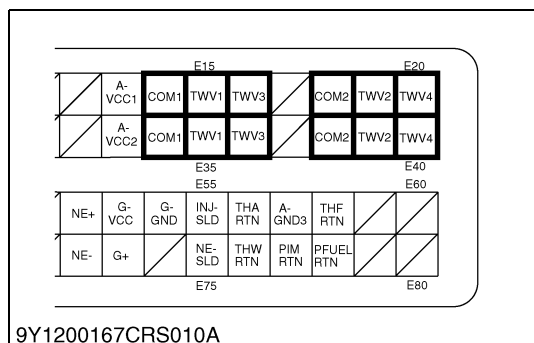 E15 E20
A-VCC1 COM1 TWV1 TWV3 COM2 TWV2 TWV4
A-VCC2 COM1 TWV1 TWV3 COM2 TWV2 TWV4
E35 E40
E55 E60
NE+ G-VCC G-GND INJ-SLD THA RTN A-GND3 THF RTN
NE- G+ NE-SLD THW RTN PIM RTN PFUEL RTN
E75 E80
9Y1200167CRS010A